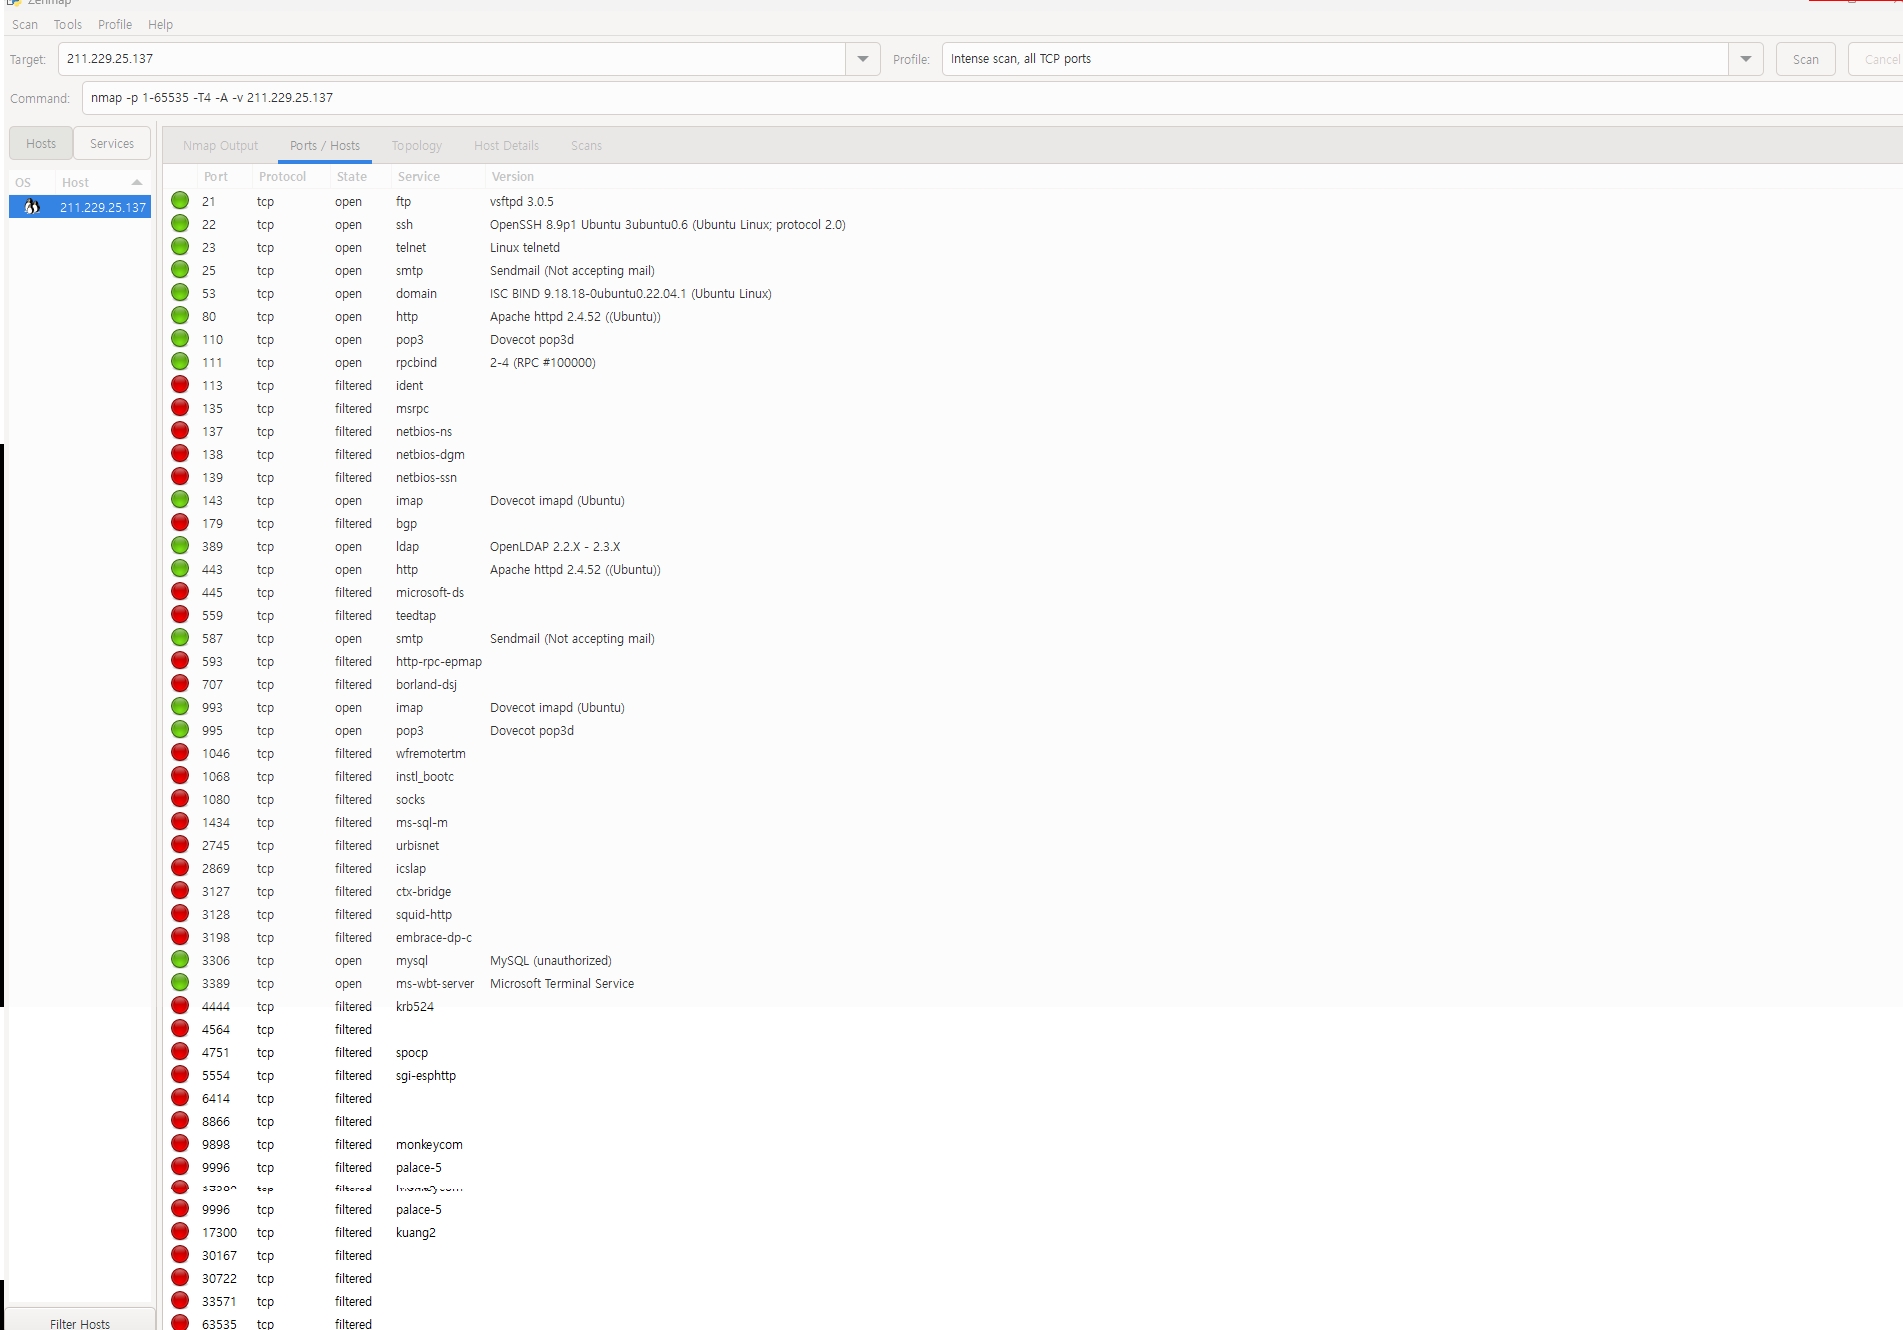 Zenmap
Scan Tools Profile Help
Target: 211.229.25.137 Profile: Intense scan, all TCP ports Scan Cancel
Command: nmap -p 1-65535 -T4 -A -v 211.229.25.137
Hosts Services Nmap Output Ports / Hosts Topology Host Details Scans
OS Host Port Protocol State Service Version
211.229.25.137
21 tcp open ftp vsftpd 3.0.5
22 tcp open ssh OpenSSH 8.9p1 Ubuntu 3ubuntu0.6 (Ubuntu Linux; protocol 2.0)
23 tcp open telnet Linux telnetd
25 tcp open smtp Sendmail (Not accepting mail)
53 tcp open domain ISC BIND 9.18.18-0ubuntu0.22.04.1 (Ubuntu Linux)
80 tcp open http Apache httpd 2.4.52 ((Ubuntu))
110 tcp open pop3 Dovecot pop3d
111 tcp open rpcbind 2-4 (RPC #100000)
113 tcp filtered ident
135 tcp filtered msrpc
137 tcp filtered netbios-ns
138 tcp filtered netbios-dgm
139 tcp filtered netbios-ssn
143 tcp open imap Dovecot imapd (Ubuntu)
179 tcp filtered bgp
389 tcp open ldap OpenLDAP 2.2.X - 2.3.X
443 tcp open http Apache httpd 2.4.52 ((Ubuntu))
445 tcp filtered microsoft-ds
559 tcp filtered teedtap
587 tcp open smtp Sendmail (Not accepting mail)
593 tcp filtered http-rpc-epmap
707 tcp filtered borland-dsj
993 tcp open imap Dovecot imapd (Ubuntu)
995 tcp open pop3 Dovecot pop3d
1046 tcp filtered wfremotertm
1068 tcp filtered instl_bootc
1080 tcp filtered socks
1434 tcp filtered ms-sql-m
2745 tcp filtered urbisnet
2869 tcp filtered icslap
3127 tcp filtered ctx-bridge
3128 tcp filtered squid-http
3198 tcp filtered embrace-dp-c
3306 tcp open mysql MySQL (unauthorized)
3389 tcp open ms-wbt-server Microsoft Terminal Service
4444 tcp filtered krb524
4564 tcp filtered
4751 tcp filtered spocp
5554 tcp filtered sgi-esphttp
6414 tcp filtered
8866 tcp filtered
9898 tcp filtered monkeycom
9996 tcp filtered palace-5
tcp filtered
9996 tcp filtered palace-5
17300 tcp filtered kuang2
30167 tcp filtered
30722 tcp filtered
33571 tcp filtered
63535 tcp filtered
Filter Hosts